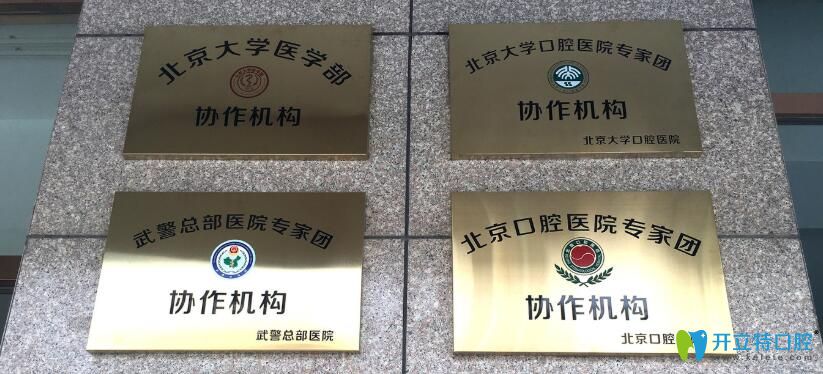 北京大学医学部
协作机构
北京大学口腔医院专家团
协作机构
北京大学口腔医院
武警总部医院专家团
协作机构
武警总部医院
北京口腔医院专家团
协作机构
北京口腔
开立特口腔
www.kelete.com